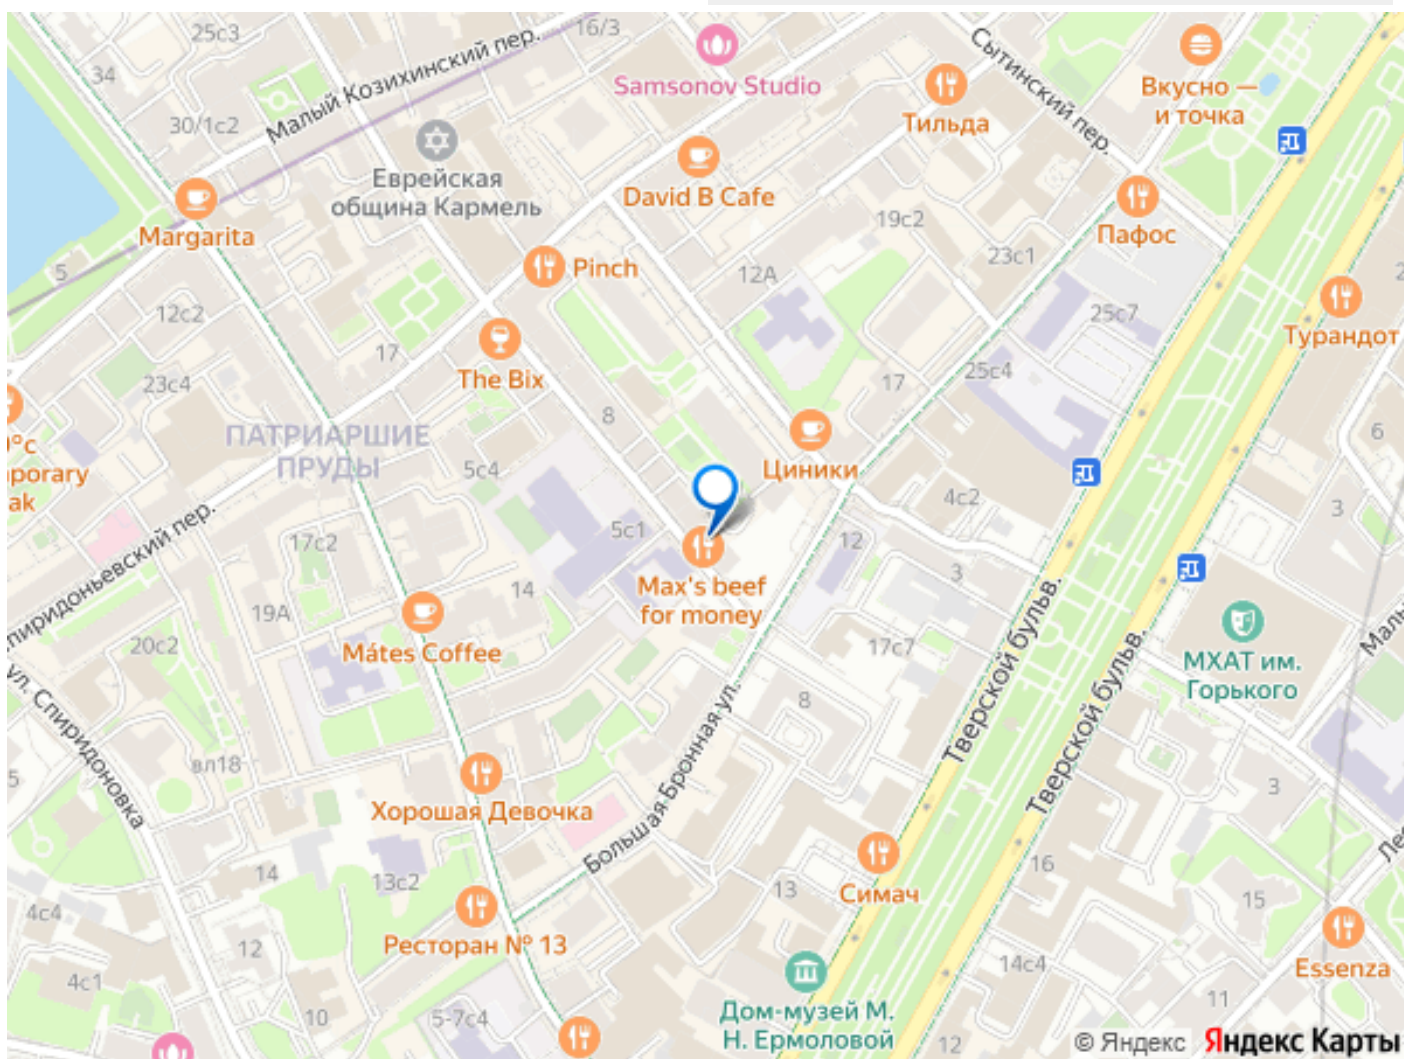 25с3
16/3
34
Малый Козихинский пер.
Samsonov Studio
Сытинский пер.
Вкусно —
и точка
Тильда
30/1с2
Еврейская
община Кармель
David B Cafe
Margarita
19с2
Пафос
5
Pinch
12А
23с1
12с2
25с7
Турандот
17
The Bix
23с4
17
25с4
8
ПАТРИАРШИЕ
ПРУДЫ
6
0°c
mporary
ak
5с4
Циники
4с2
3
Спиридоньевский пер.
17с2
5с1
12
3
14
Max's beef
for money
19А
20с2
Mátes Coffee
17с7
МХАТ им.
Горького
ул. Спиридоновка
8
Большая Бронная ул.
Тверской бульв.
Тверской бульв.
вл18
3
Хорошая Девочка
14
13с2
13
Симач
16
15
4с4
12
Ресторан № 13
14с4
Essenza
4с1
10
5-7с4
Дом-музей М.
Н. Ермоловой
12
11
© Яндекс Яндекс Карты